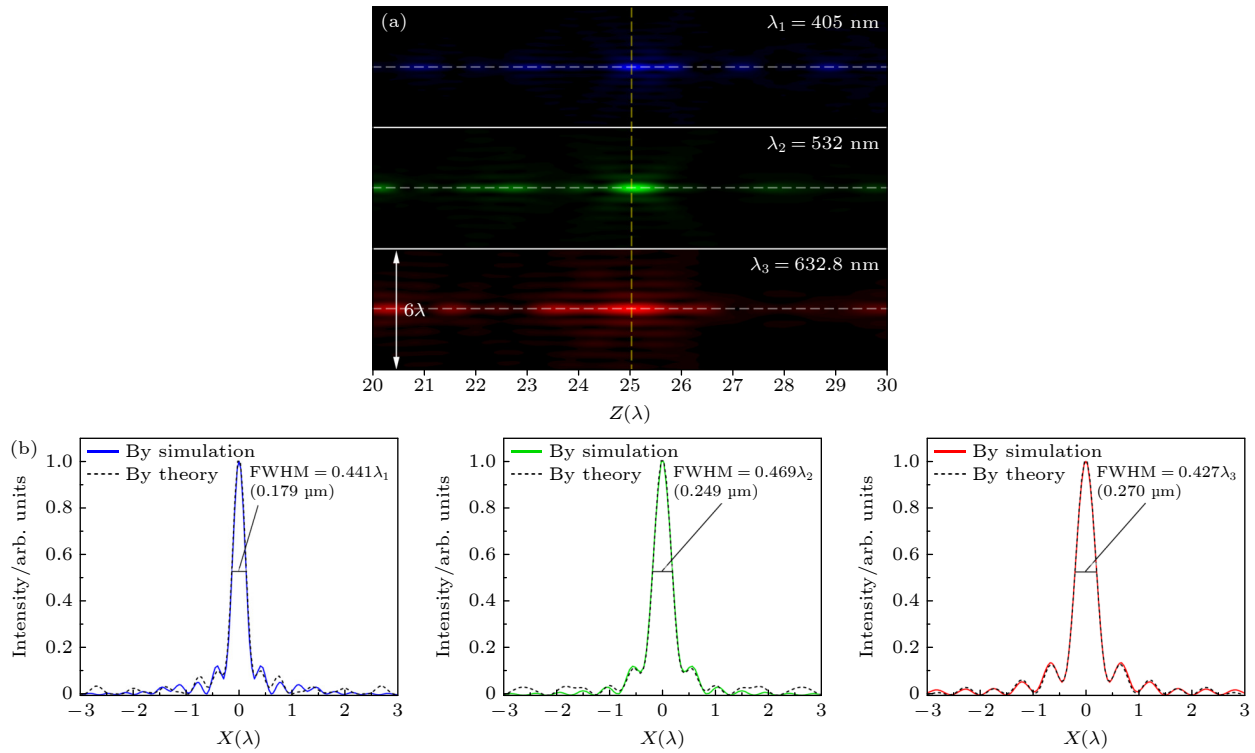 (a)
λ₁ = 405 nm
λ₂ = 532 nm
λ₃ = 632.8 nm
6λ
20 21 22 23 24 25 26 27 28 29 30
Z(λ)
(b)
By simulation
By theory
FWHM = 0.441λ₁
(0.179 µm)
Intensity/arb. units
1.0
0.8
0.6
0.4
0.2
0
−3 −2 −1 0 1 2 3
X(λ)
By simulation
By theory
FWHM = 0.469λ₂
(0.249 µm)
Intensity/arb. units
1.0
0.8
0.6
0.4
0.2
0
−3 −2 −1 0 1 2 3
X(λ)
By simulation
By theory
FWHM = 0.427λ₃
(0.270 µm)
Intensity/arb. units
1.0
0.8
0.6
0.4
0.2
0
−3 −2 −1 0 1 2 3
X(λ)